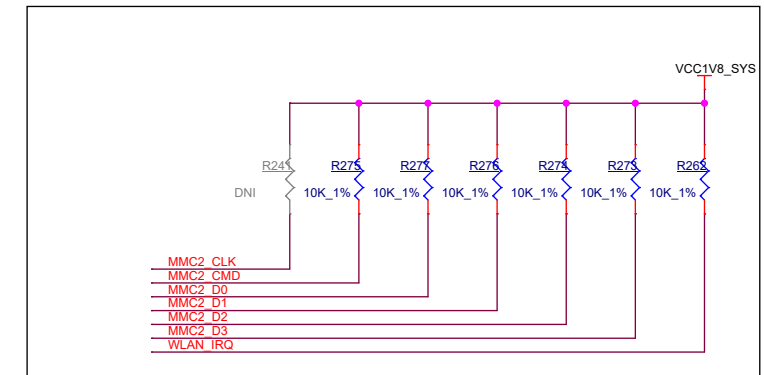 VCC1V8_SYS
R241 R275 R277 R276 R274 R273 R262
DNI 10K_1% 10K_1% 10K_1% 10K_1% 10K_1% 10K_1%
MMC2_CLK
MMC2_CMD
MMC2_D0
MMC2_D1
MMC2_D2
MMC2_D3
WLAN_IRQ